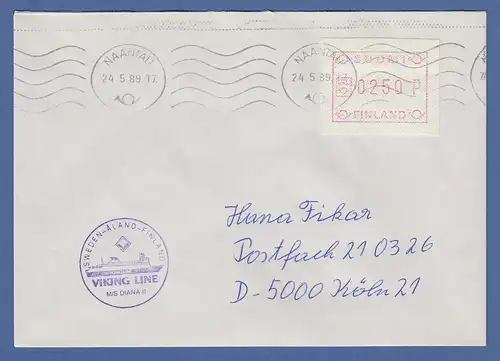 NAANTALI
24.5.89.17.
NAANTALI
24.5.89.17.
SUOMI
0250 P
FINLAND
Hana Fikar
Postfach 21 03 26
D-5000 Köln 21
SWEDEN-ÅLAND-FINLAND
VIKING LINE
M/S DIANA II